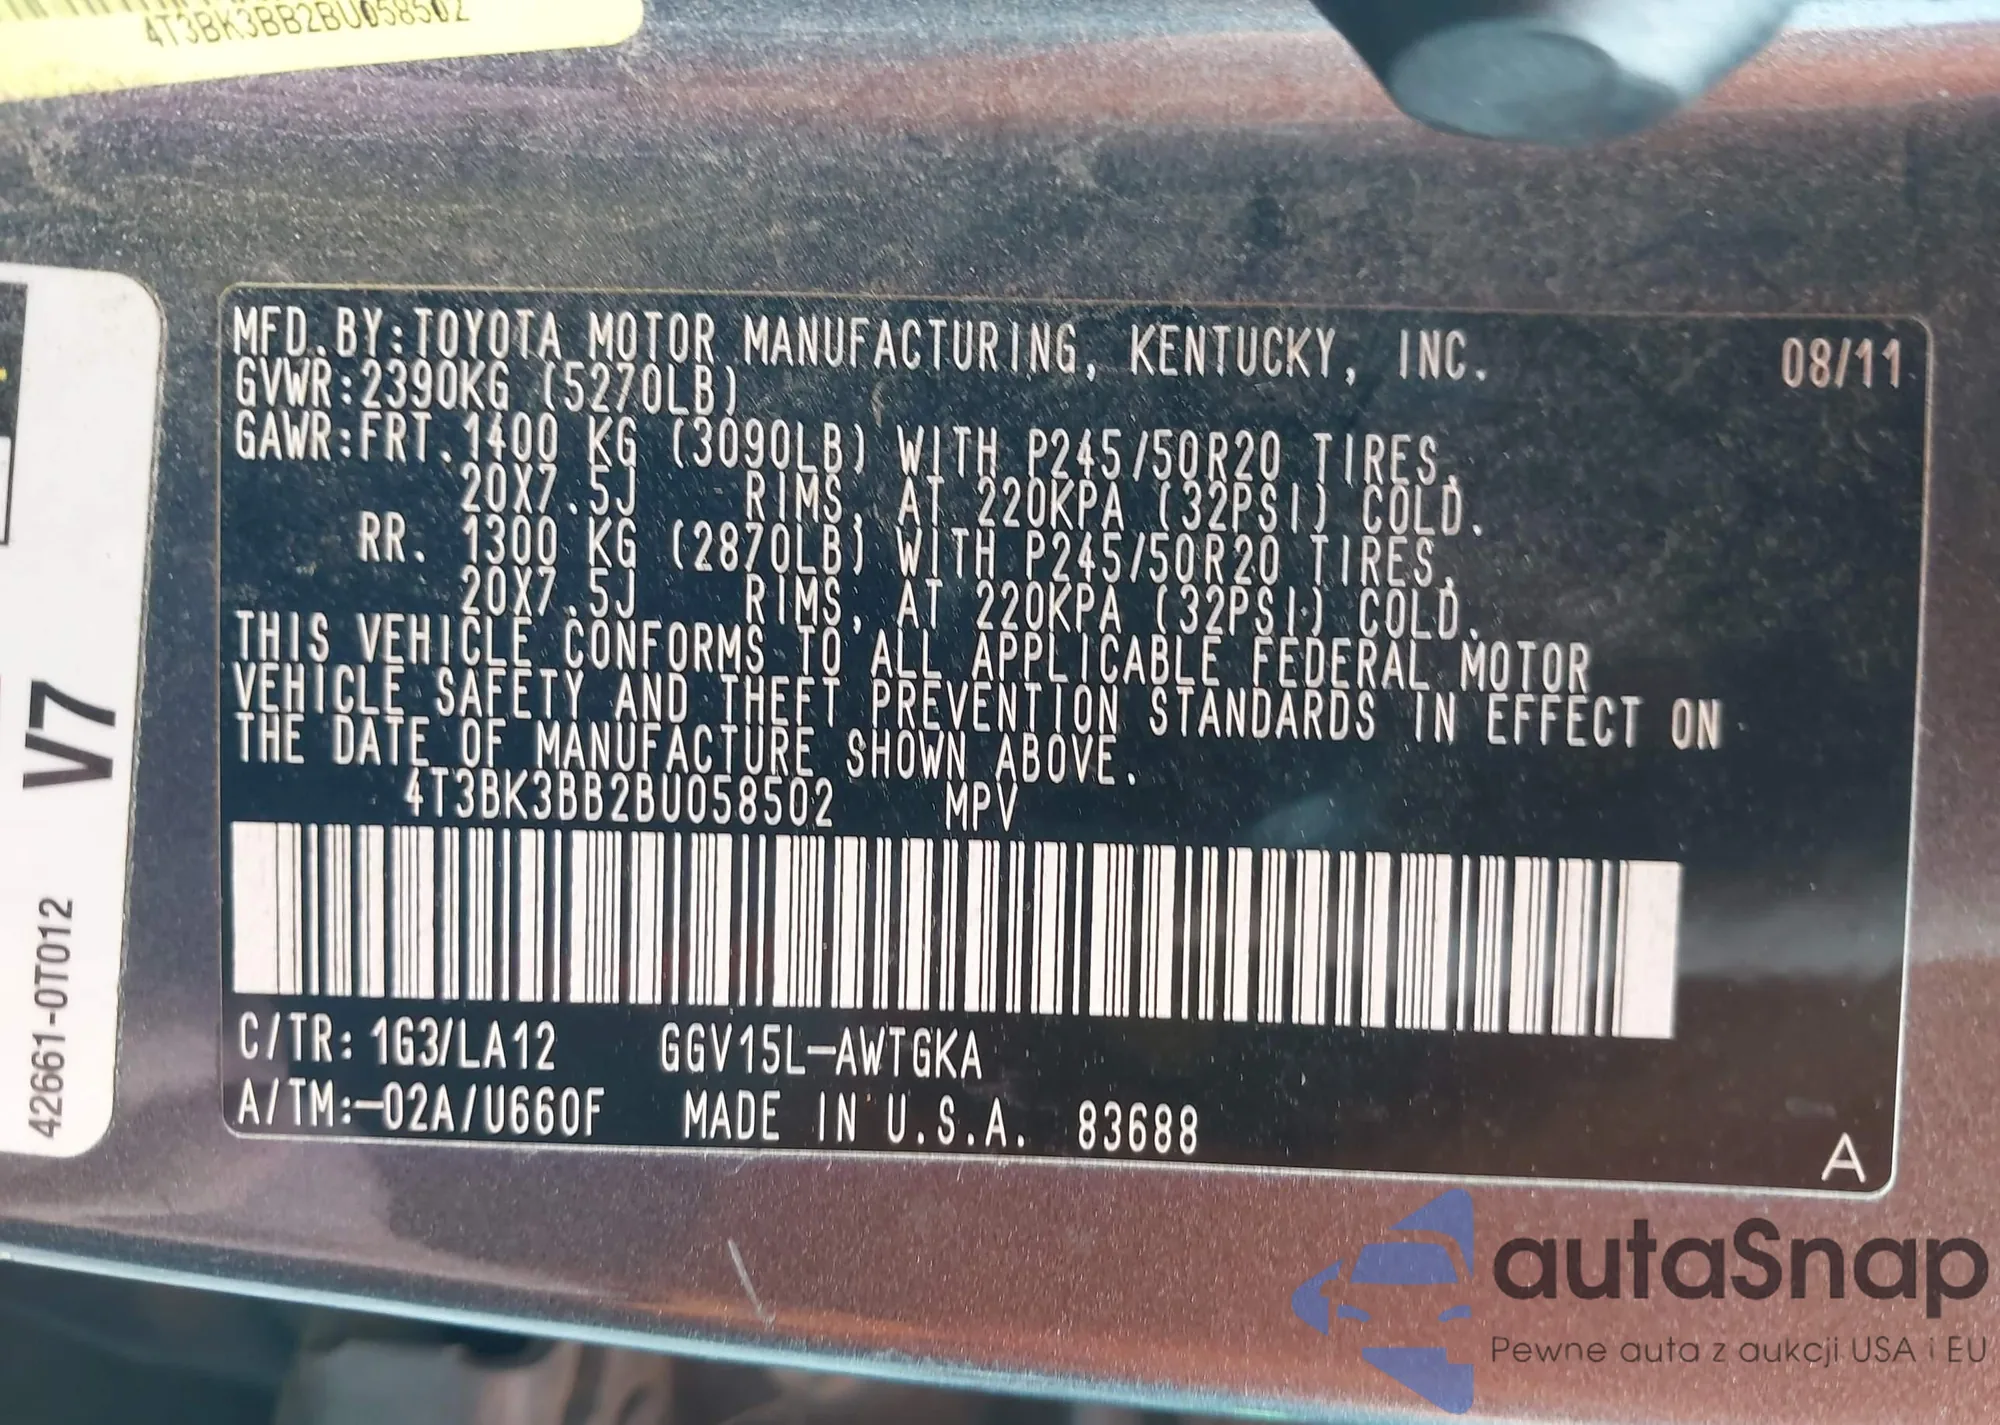 4T3BK3BB2BU058502
MFD.BY:TOYOTA MOTOR MANUFACTURING, KENTUCKY, INC. 08/11
GVWR:2390KG (5270LB)
GAWR:FRT.1400 KG (3090LB) WITH P245/50R20 TIRES,
20X7.5J RIMS, AT 220KPA (32PSI) COLD.
RR. 1300 KG (2870LB) WITH P245/50R20 TIRES,
20X7.5J RIMS, AT 220KPA (32PSI) COLD.
THIS VEHICLE CONFORMS TO ALL APPLICABLE FEDERAL MOTOR
VEHICLE SAFETY AND THEFT PREVENTION STANDARDS IN EFFECT ON
THE DATE OF MANUFACTURE SHOWN ABOVE.
4T3BK3BB2BU058502 MPV
C/TR: 1G3/LA12 GGV15L-AWTGKA
A/TM:-02A/U660F MADE IN U.S.A. 83688
A
V7
42661-0T012
autaSnap
Pewne auta z aukcji USA i EU